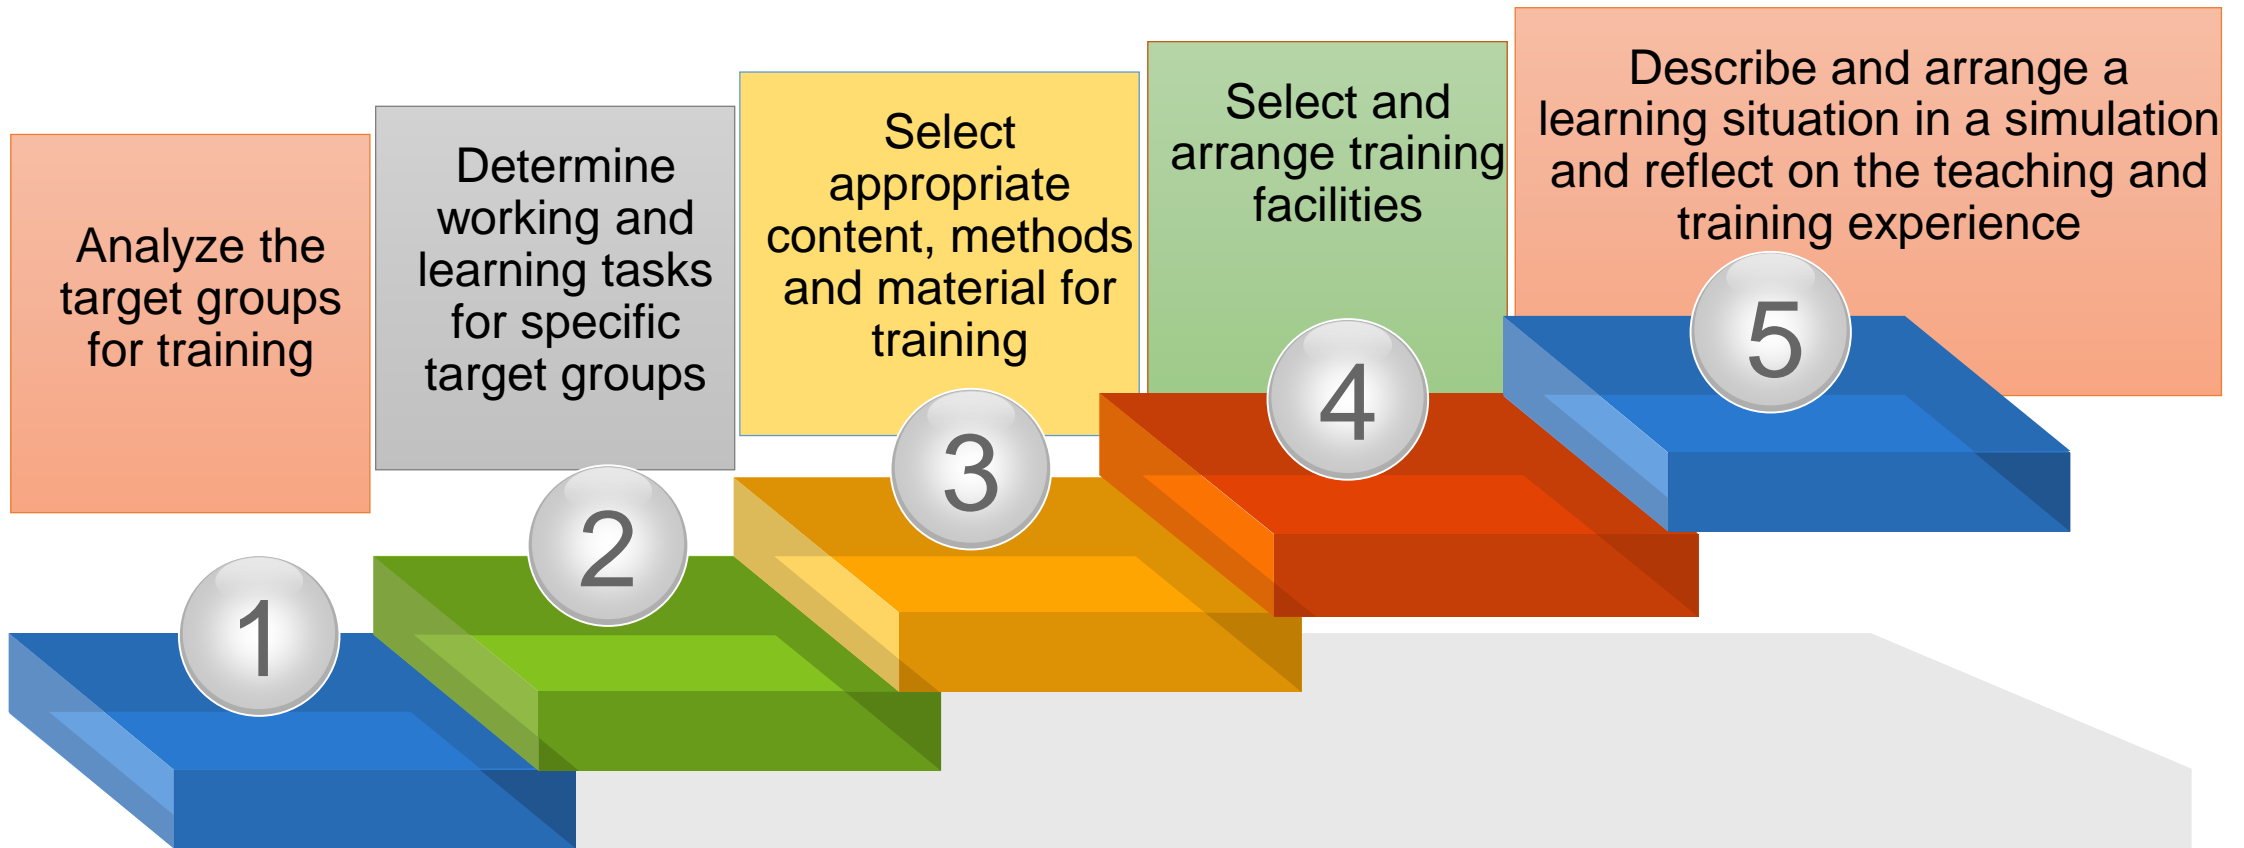 Analyze the
target groups
for training
1
Determine
working and
learning tasks
for specific
target groups
2
Select
appropriate
content, methods
and material for
training
3
Select and
arrange training
facilities
4
Describe and arrange a
learning situation in a simulation
and reflect on the teaching and
training experience
5